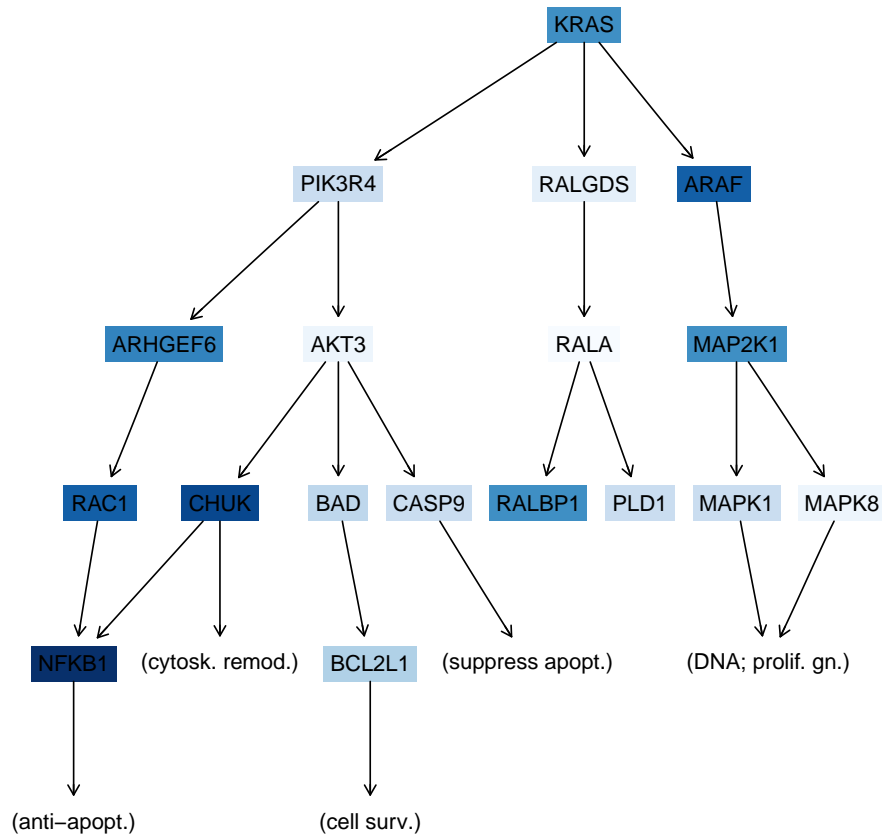 KRAS
PIK3R4
RALGDS
ARAF
ARHGEF6
AKT3
RALA
MAP2K1
RAC1
CHUK
BAD
CASP9
RALBP1
PLD1
MAPK1
MAPK8
NFKB1
(cytosk. remod.)
BCL2L1
(suppress apopt.)
(DNA; prolif. gn.)
(anti−apopt.)
(cell surv.)